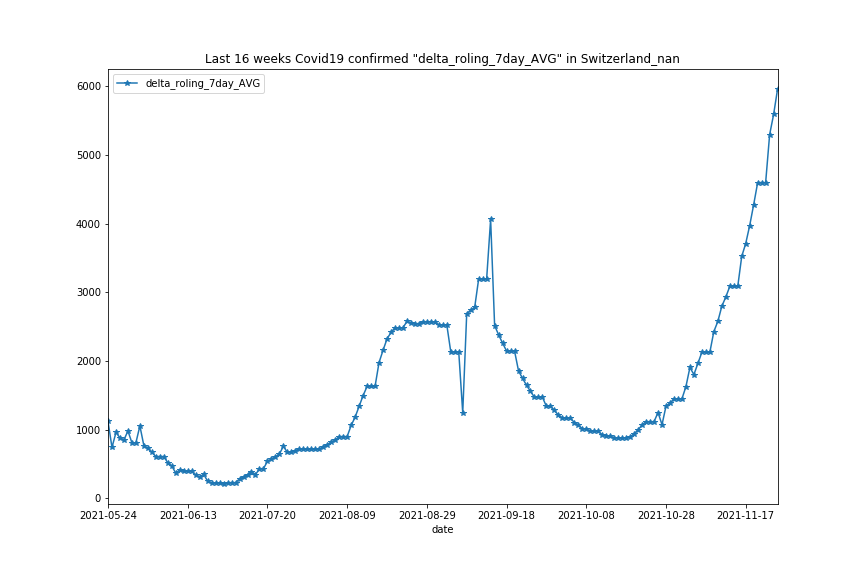 Last 16 weeks Covid19 confirmed "delta_roling_7day_AVG" in Switzerland_nan
delta_roling_7day_AVG
6000
5000
4000
3000
2000
1000
0
2021-05-24 2021-06-13 2021-07-20 2021-08-09 2021-08-29 2021-09-18 2021-10-08 2021-10-28 2021-11-17
date